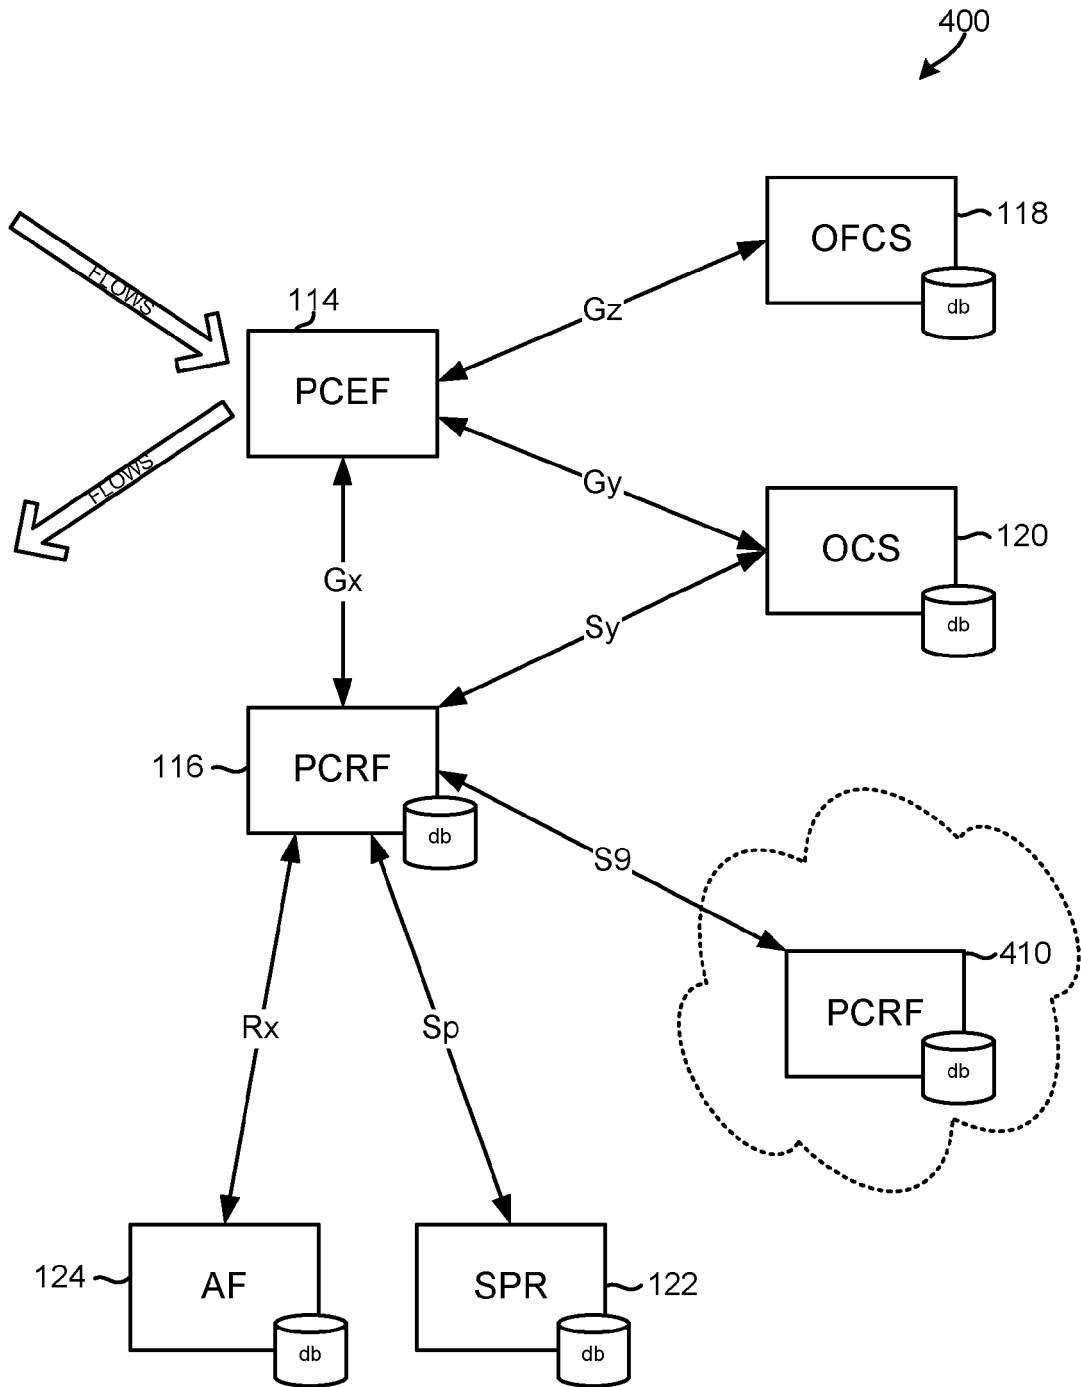 400
OFCS
118
db
FLOWS
114
Gz
PCEF
FLOWS
Gy
OCS
120
db
Gx
Sy
116
PCRF
db
S9
410
PCRF
db
Rx
Sp
124
AF
db
SPR
122
db